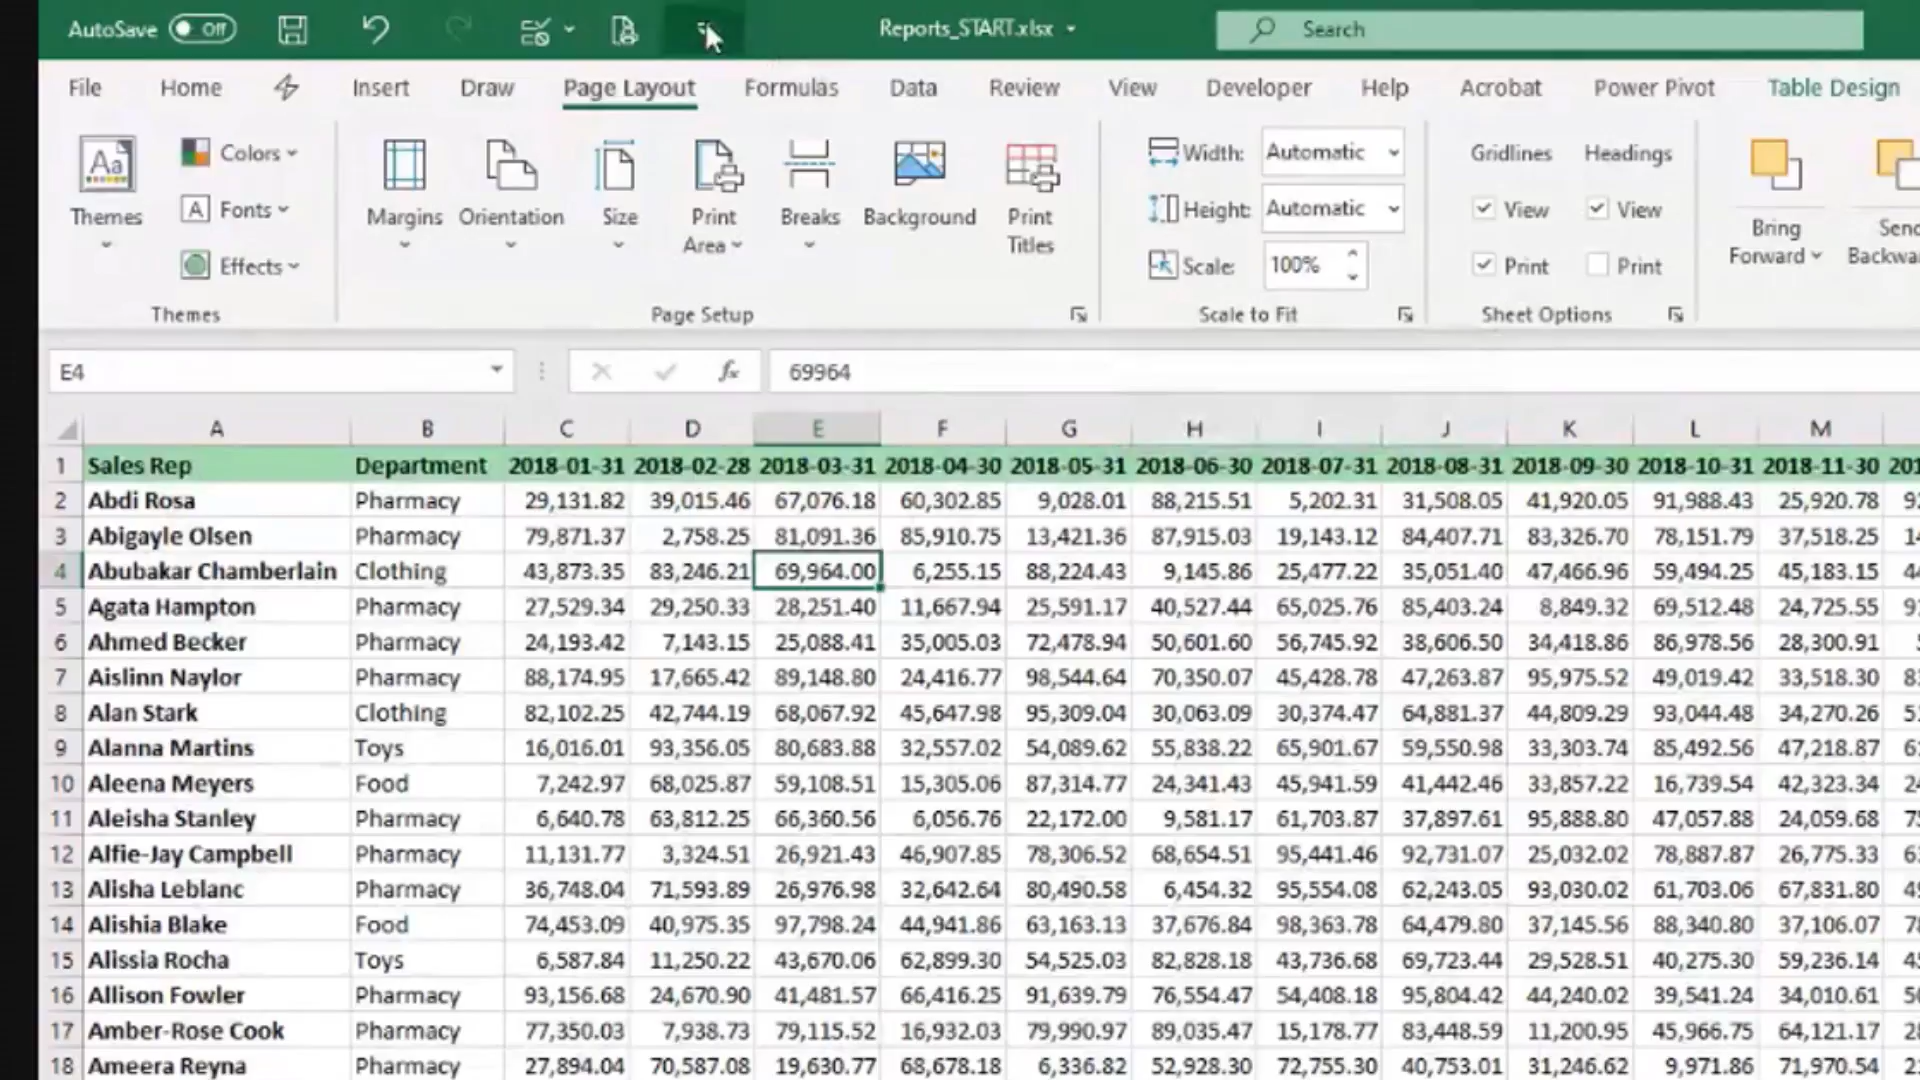 AutoSave Off Reports_START.xlsx Search
File Home Insert Draw Page Layout Formulas Data Review View Developer Help Acrobat Power Pivot Table Design
Themes
Colors
Fonts
Effects
Themes
Margins Orientation Size Print Area Breaks Background Print Titles
Page Setup
Width: Automatic
Height: Automatic
Scale: 100%
Scale to Fit
Gridlines Headings
View View
Print Print
Sheet Options
Bring Forward
E4 fx 69964
A B C D E F G H I J K L M
1 Sales Rep Department 2018-01-31 2018-02-28 2018-03-31 2018-04-30 2018-05-31 2018-06-30 2018-07-31 2018-08-31 2018-09-30 2018-10-31 2018-11-30
2 Abdi Rosa Pharmacy 29,131.82 39,015.46 67,076.18 60,302.85 9,028.01 88,215.51 5,202.31 31,508.05 41,920.05 91,988.43 25,920.78
3 Abigayle Olsen Pharmacy 79,871.37 2,758.25 81,091.36 85,910.75 13,421.36 87,915.03 19,143.12 84,407.71 83,326.70 78,151.79 37,518.25
4 Abubakar Chamberlain Clothing 43,873.35 83,246.21 69,964.00 6,255.15 88,224.43 9,145.86 25,477.22 35,051.40 47,466.96 59,494.25 45,183.15
5 Agata Hampton Pharmacy 27,529.34 29,250.33 28,251.40 11,667.94 25,591.17 40,527.44 65,025.76 85,403.24 8,849.32 69,512.48 24,725.55
6 Ahmed Becker Pharmacy 24,193.42 7,143.15 25,088.41 35,005.03 72,478.94 50,601.60 56,745.92 38,606.50 34,418.86 86,978.56 28,300.91
7 Aislinn Naylor Pharmacy 88,174.95 17,665.42 89,148.80 24,416.77 98,544.64 70,350.07 45,428.78 47,263.87 95,975.52 49,019.42 33,518.30
8 Alan Stark Clothing 82,102.25 42,744.19 68,067.92 45,647.98 95,309.04 30,063.09 30,374.47 64,881.37 44,809.29 93,044.48 34,270.26
9 Alanna Martins Toys 16,016.01 93,356.05 80,683.88 32,557.02 54,089.62 55,838.22 65,901.67 59,550.98 33,303.74 85,492.56 47,218.87
10 Aleena Meyers Food 7,242.97 68,025.87 59,108.51 15,305.06 87,314.77 24,341.43 45,941.59 41,442.46 33,857.22 16,739.54 42,323.34
11 Aleisha Stanley Pharmacy 6,640.78 63,812.25 66,360.56 6,056.76 22,172.00 9,581.17 61,703.87 37,897.61 95,888.80 47,057.88 24,059.68
12 Alfie-Jay Campbell Pharmacy 11,131.77 3,324.51 26,921.43 46,907.85 78,306.52 68,654.51 95,441.46 92,731.07 25,032.02 78,887.87 26,775.33
13 Alisha Leblanc Pharmacy 36,748.04 71,593.89 26,976.98 32,642.64 80,490.58 6,454.32 95,554.08 62,243.05 93,030.02 61,703.06 67,831.80
14 Alishia Blake Food 74,453.09 40,975.35 97,798.24 44,941.86 63,163.13 37,676.84 98,363.78 64,479.80 37,145.56 88,340.80 37,106.07
15 Alissia Rocha Toys 6,587.84 11,250.22 43,670.06 62,899.30 54,525.03 82,828.18 43,736.68 69,723.44 29,528.51 40,275.30 59,236.14
16 Allison Fowler Pharmacy 93,156.68 24,670.90 41,481.57 66,416.25 91,639.79 76,554.47 54,408.18 95,804.42 44,240.02 39,541.24 34,010.61
17 Amber-Rose Cook Pharmacy 77,350.03 7,938.73 79,115.52 16,932.03 79,990.97 89,035.47 15,178.77 83,448.59 11,200.95 45,966.75 64,121.17
18 Ameera Reyna Pharmacy 27,894.04 70,587.08 19,630.77 68,678.18 6,336.82 52,928.30 72,755.30 40,753.01 31,246.62 9,971.86 71,970.54